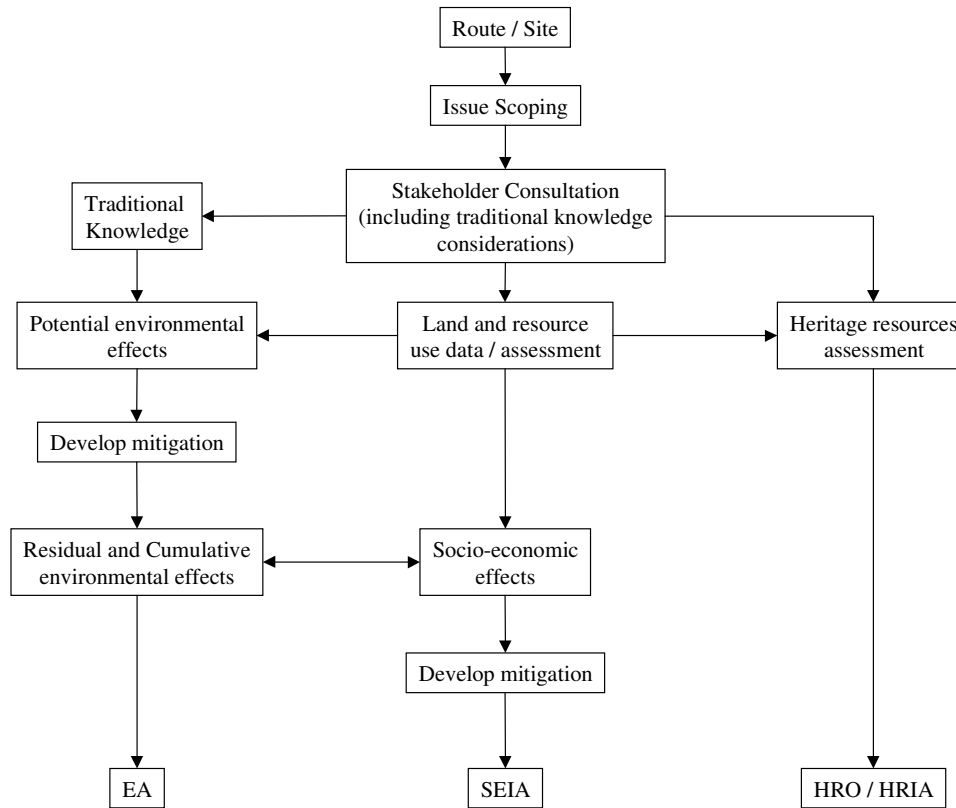 Route / Site
Issue Scoping
Stakeholder Consultation
(including traditional knowledge
considerations)
Traditional
Knowledge
Potential environmental
effects
Land and resource
use data / assessment
Heritage resources
assessment
Develop mitigation
Residual and Cumulative
environmental effects
Socio-economic
effects
Develop mitigation
EA
SEIA
HRO / HRIA